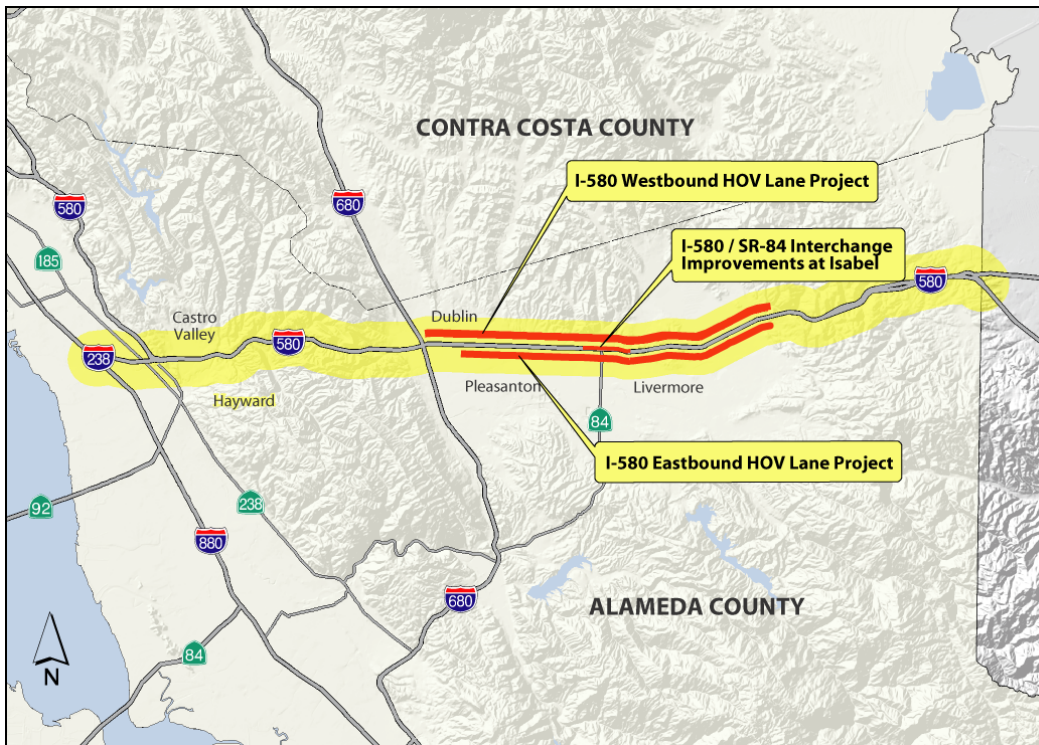 CONTRA COSTA COUNTY
I-580 Westbound HOV Lane Project
580
680
I-580 / SR-84 Interchange
Improvements at Isabel
185
580
Castro
Valley
Dublin
580
238
Pleasanton
Livermore
Hayward
84
I-580 Eastbound HOV Lane Project
238
92
880
680
ALAMEDA COUNTY
84
N